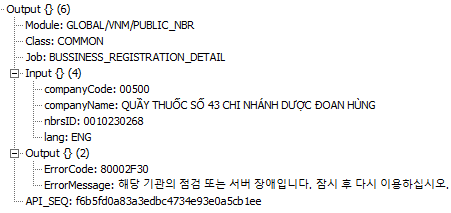 Output {} (6)
Module: GLOBAL/VNM/PUBLIC_NBR
Class: COMMON
Job: BUSSINESS_REGISTRATION_DETAIL
Input {} (4)
companyCode: 00500
companyName: QUẦY THUỐC SỐ 43 CHI NHÁNH DƯỢC ĐOAN HÙNG
nbrsID: 0010230268
lang: ENG
Output {} (2)
ErrorCode: 80002F30
ErrorMessage: 해당 기관의 점검 또는 서버 장애입니다. 잠시 후 다시 이용하십시오.
API_SEQ: f6b5fd0a83a3edbc4734e93e0a5cb1ee